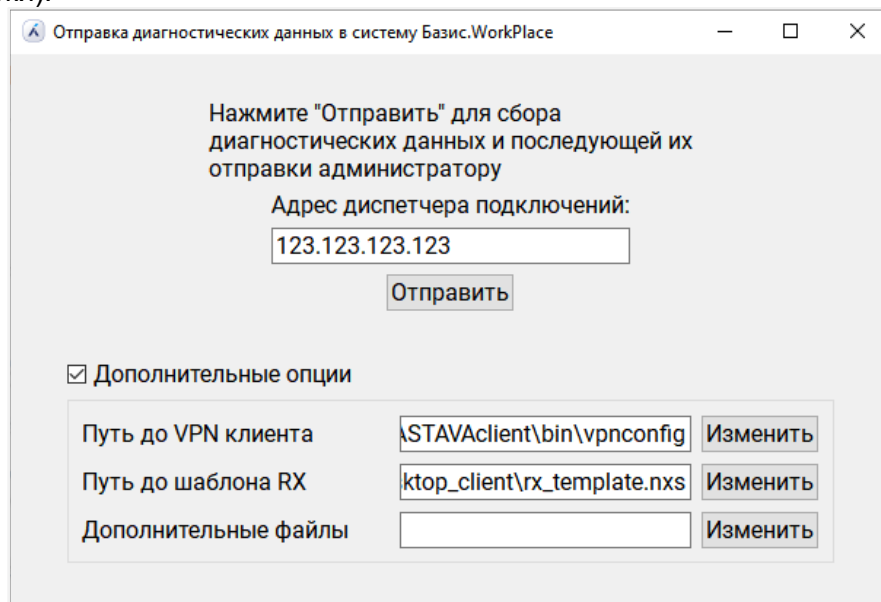 Отправка диагностических данных в систему Базис.WorkPlace
Нажмите "Отправить" для сбора
диагностических данных и последующей их
отправки администратору
Адрес диспетчера подключений:
123.123.123.123
Отправить
Дополнительные опции
Путь до VPN клиента \STAVAclient\bin\vpnconfig Изменить
Путь до шаблона RX ktop_client\rx_template.nxs Изменить
Дополнительные файлы Изменить